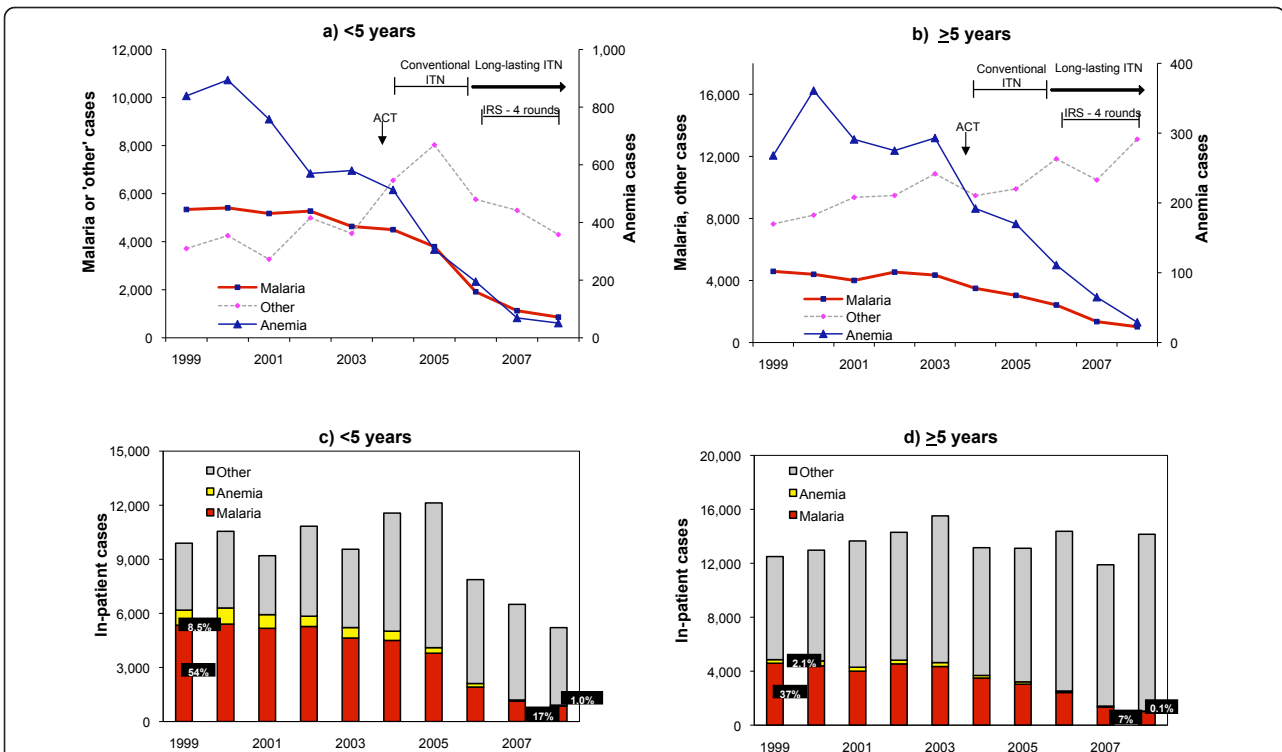 a) <5 years
12,000
10,000
8,000
6,000
4,000
2,000
0
Malaria or 'other' cases
1,000
800
600
400
200
0
Anemia cases
Conventional
ITN
Long-lasting ITN
IRS - 4 rounds
ACT
Malaria
Other
Anemia
1999
2001
2003
2005
2007
b) ≥5 years
16,000
12,000
8,000
4,000
0
Malaria, other cases
400
300
200
100
0
Anemia cases
Conventional
ITN
Long-lasting ITN
IRS - 4 rounds
ACT
Malaria
Other
Anemia
1999
2001
2003
2005
2007
c) <5 years
15,000
12,000
9,000
6,000
3,000
0
In-patient cases
Other
Anemia
Malaria
8.5%
54%
1.0%
17%
1999
2001
2003
2005
2007
d) ≥5 years
20,000
16,000
12,000
8,000
4,000
0
In-patient cases
Other
Anemia
Malaria
2.1%
37%
0.1%
7%
1999
2001
2003
2005
2007